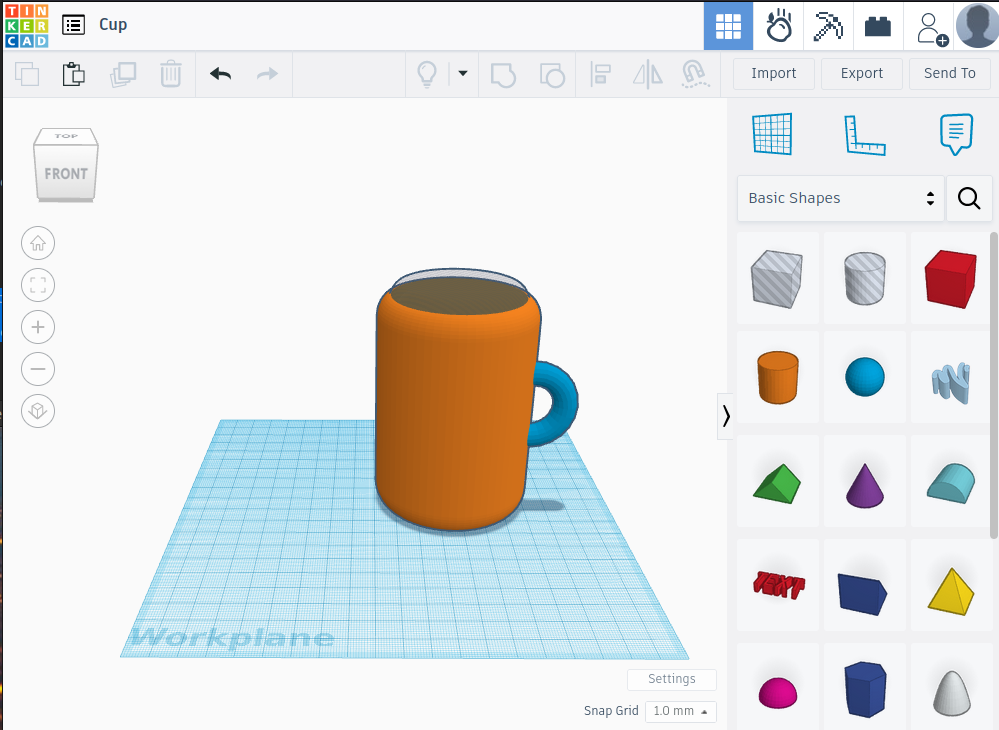 TIN
KER
CAD
Cup
Import
Export
Send To
TOP
FRONT
Basic Shapes
TEXT
Workplane
Settings
Snap Grid
1.0 mm